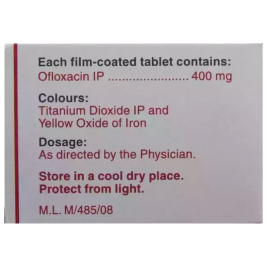 Each film-coated tablet contains:
Ofloxacin IP ........................ 400 mg
Colours:
Titanium Dioxide IP and
Yellow Oxide of Iron
Dosage:
As directed by the Physician.
Store in a cool dry place.
Protect from light.
M.L. M/485/08